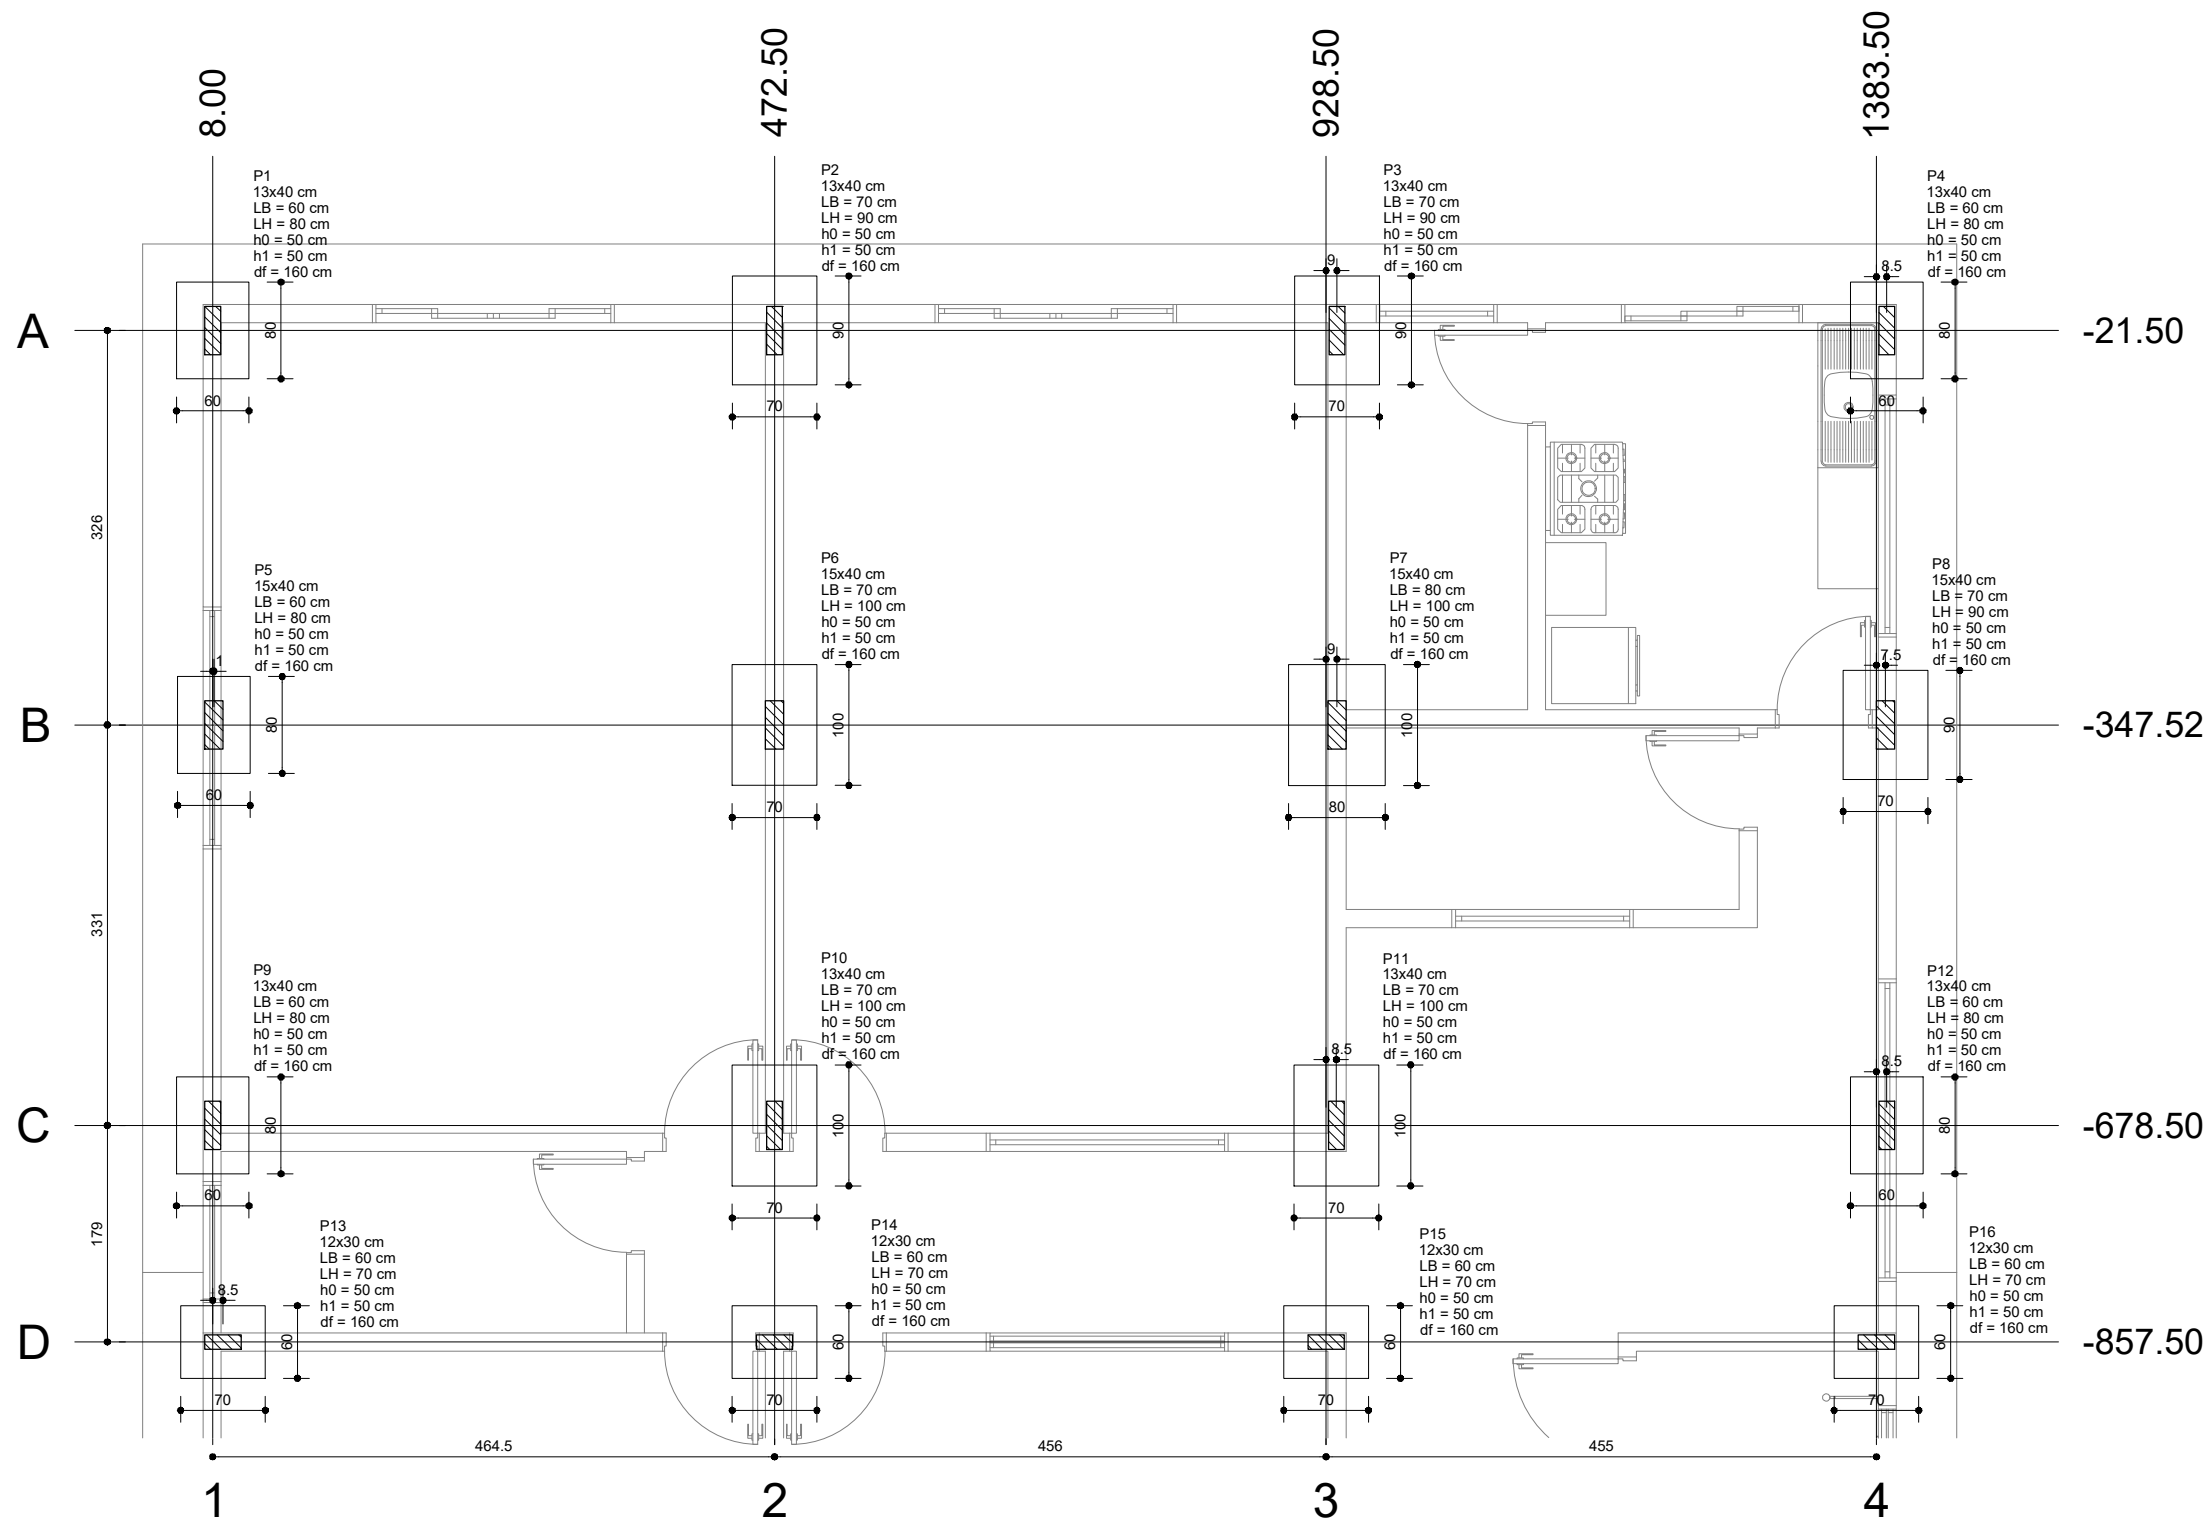 8.00
472.50
928.50
1383.50
P1
13x40 cm
LB = 60 cm
LH = 80 cm
h0 = 50 cm
h1 = 50 cm
df = 160 cm
P2
13x40 cm
LB = 70 cm
LH = 90 cm
h0 = 50 cm
h1 = 50 cm
df = 160 cm
P3
13x40 cm
LB = 70 cm
LH = 90 cm
h0 = 50 cm
h1 = 50 cm
df = 160 cm
P4
13x40 cm
LB = 60 cm
LH = 80 cm
h0 = 50 cm
h1 = 50 cm
df = 160 cm
9
8.5
A
80
90
90
80
-21.50
60
70
70
60
326
P5
15x40 cm
LB = 60 cm
LH = 80 cm
h0 = 50 cm
h1 = 50 cm
df = 160 cm
P6
15x40 cm
LB = 70 cm
LH = 100 cm
h0 = 50 cm
h1 = 50 cm
df = 160 cm
P7
15x40 cm
LB = 80 cm
LH = 100 cm
h0 = 50 cm
h1 = 50 cm
df = 160 cm
P8
15x40 cm
LB = 70 cm
LH = 90 cm
h0 = 50 cm
h1 = 50 cm
df = 160 cm
1
9
7.5
B
80
100
100
90
-347.52
60
70
80
70
331
P9
13x40 cm
LB = 60 cm
LH = 80 cm
h0 = 50 cm
h1 = 50 cm
df = 160 cm
P10
13x40 cm
LB = 70 cm
LH = 100 cm
h0 = 50 cm
h1 = 50 cm
df = 160 cm
P11
13x40 cm
LB = 70 cm
LH = 100 cm
h0 = 50 cm
h1 = 50 cm
df = 160 cm
P12
13x40 cm
LB = 60 cm
LH = 80 cm
h0 = 50 cm
h1 = 50 cm
df = 160 cm
8.5
8.5
C
80
100
100
80
-678.50
60
70
70
60
179
P13
12x30 cm
LB = 60 cm
LH = 70 cm
h0 = 50 cm
h1 = 50 cm
df = 160 cm
P14
12x30 cm
LB = 60 cm
LH = 70 cm
h0 = 50 cm
h1 = 50 cm
df = 160 cm
P15
12x30 cm
LB = 60 cm
LH = 70 cm
h0 = 50 cm
h1 = 50 cm
df = 160 cm
P16
12x30 cm
LB = 60 cm
LH = 70 cm
h0 = 50 cm
h1 = 50 cm
df = 160 cm
8.5
D
60
60
60
60
-857.50
70
70
70
70
464.5
456
455
1
2
3
4